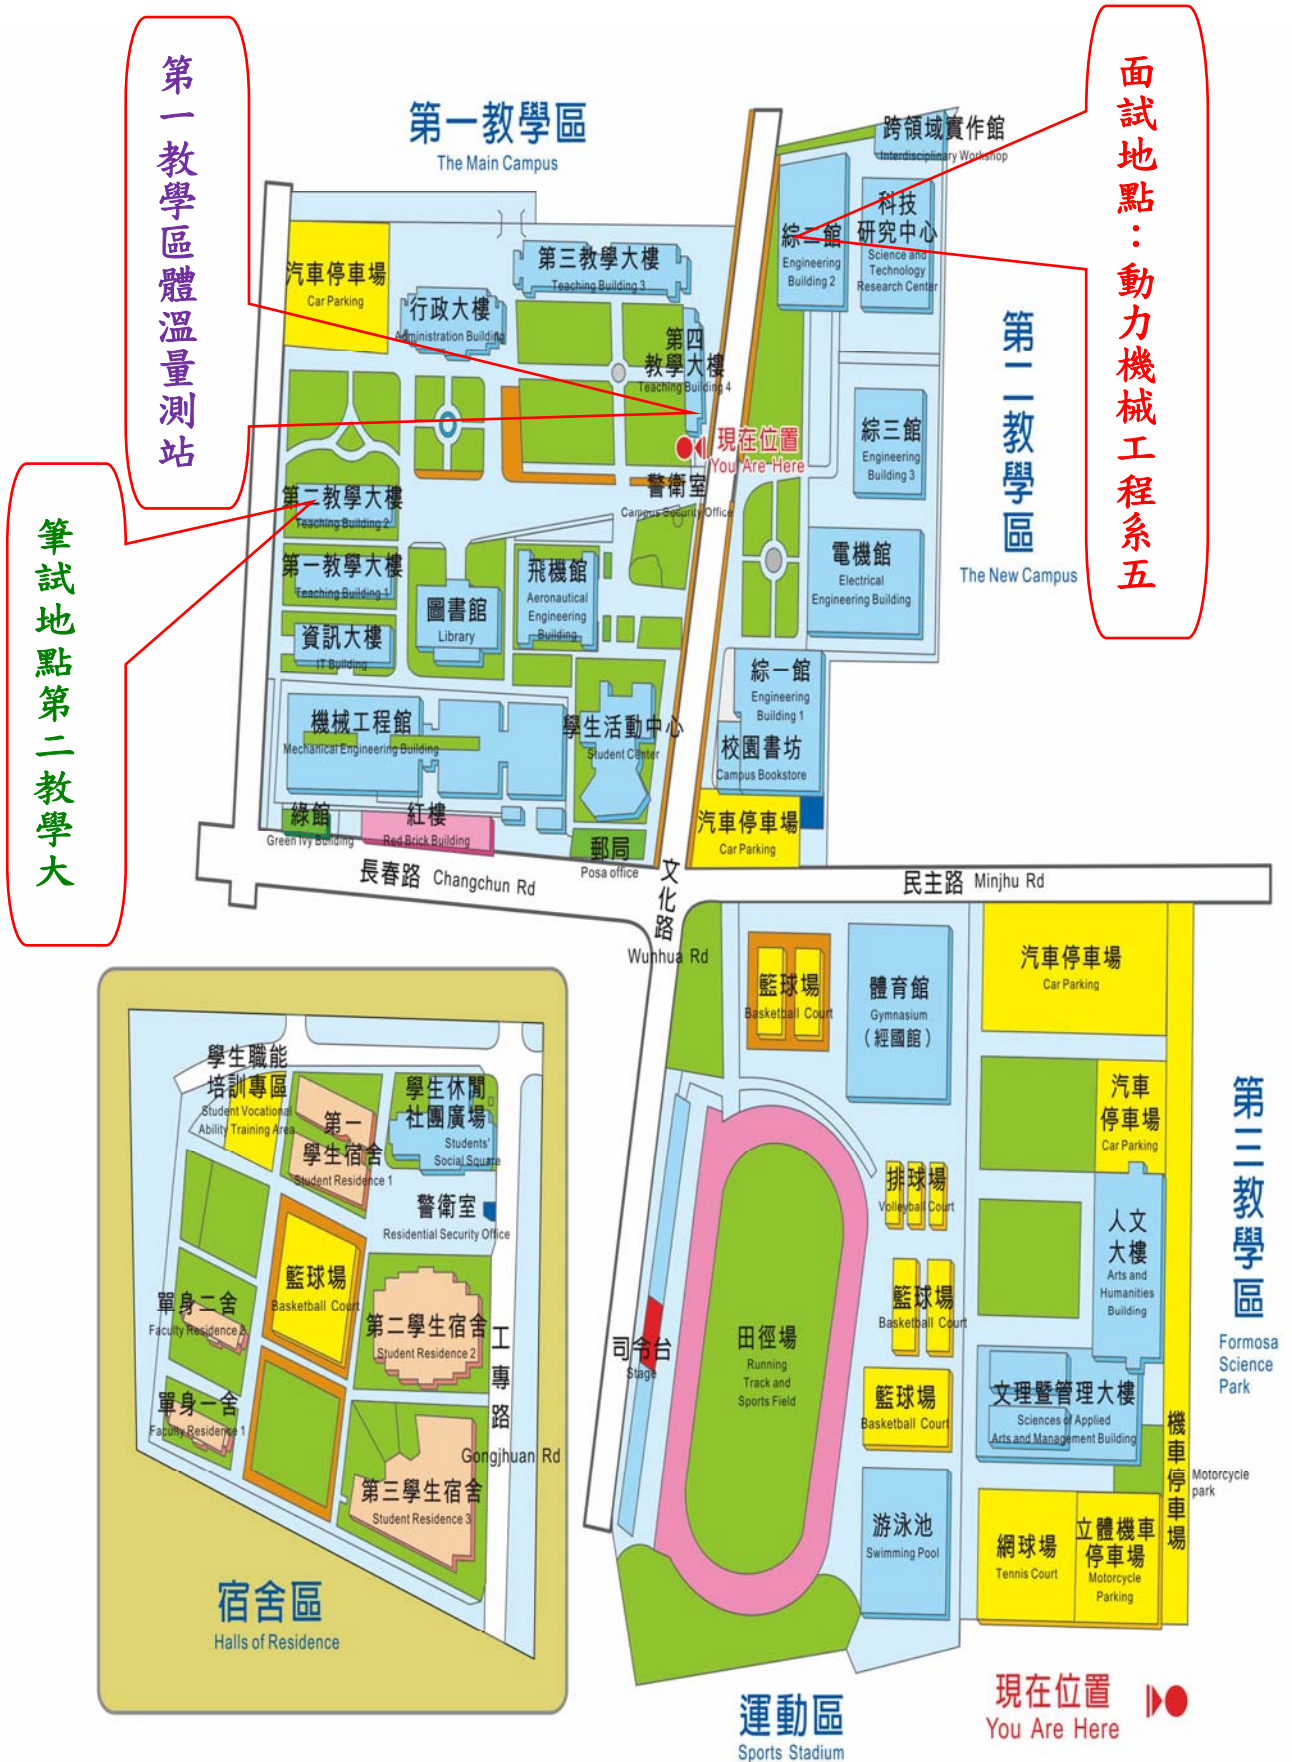 第一教學區體溫量測站
筆試地點第二教學大
面試地點：動力機械工程系五
第一教學區
The Main Campus
跨領域實作館
Interdisciplinary Workshop
科技
研究中心
Science and
Technology
Research Center
綜二館
Engineering
Building 2
第三教學大樓
Teaching Building 3
汽車停車場
Car Parking
行政大樓
Administration Building
第四
教學大樓
Teaching Building 4
第二教學區
The New Campus
綜三館
Engineering
Building 3
現在位置
You Are Here
警衛室
Campus Security Office
第二教學大樓
Teaching Building 2
第一教學大樓
Teaching Building 1
飛機館
Aeronautical
Engineering
Building
電機館
Electrical
Engineering Building
圖書館
Library
資訊大樓
IT Building
綜一館
Engineering
Building 1
機械工程館
Mechanical Engineering Building
學生活動中心
Student Center
校園書坊
Campus Bookstore
綠館
Green Ivy Building
紅樓
Red Brick Building
汽車停車場
Car Parking
郵局
Posa office
長春路 Changchun Rd
文化路
Wunhua Rd
民主路 Minjhu Rd
籃球場
Basketball Court
體育館
Gymnasium
（經國館）
汽車停車場
Car Parking
汽車
停車場
Car Parking
學生職能
培訓專區
Student Vocational
Ability Training Area
第一
學生宿舍
Student Residence 1
學生休閒
社團廣場
Students'
Social Square
警衛室
Residential Security Office
排球場
Volleyball Court
人文
大樓
Arts and
Humanities
Building
第三教學區
Formosa
Science
Park
籃球場
Basketball Court
籃球場
Basketball Court
單身二舍
Faculty Residence 2
第二學生宿舍
Student Residence 2
工專路
Gongjhuan Rd
司令台
Stage
田徑場
Running
Track and
Sports Field
籃球場
Basketball Court
文理暨管理大樓
Sciences of Applied
Arts and Management Building
單身一舍
Faculty Residence 1
第三學生宿舍
Student Residence 3
機車停車場
Motorcycle
park
游泳池
Swimming Pool
網球場
Tennis Court
立體機車
停車場
Motorcycle
Parking
宿舍區
Halls of Residence
運動區
Sports Stadium
現在位置
You Are Here